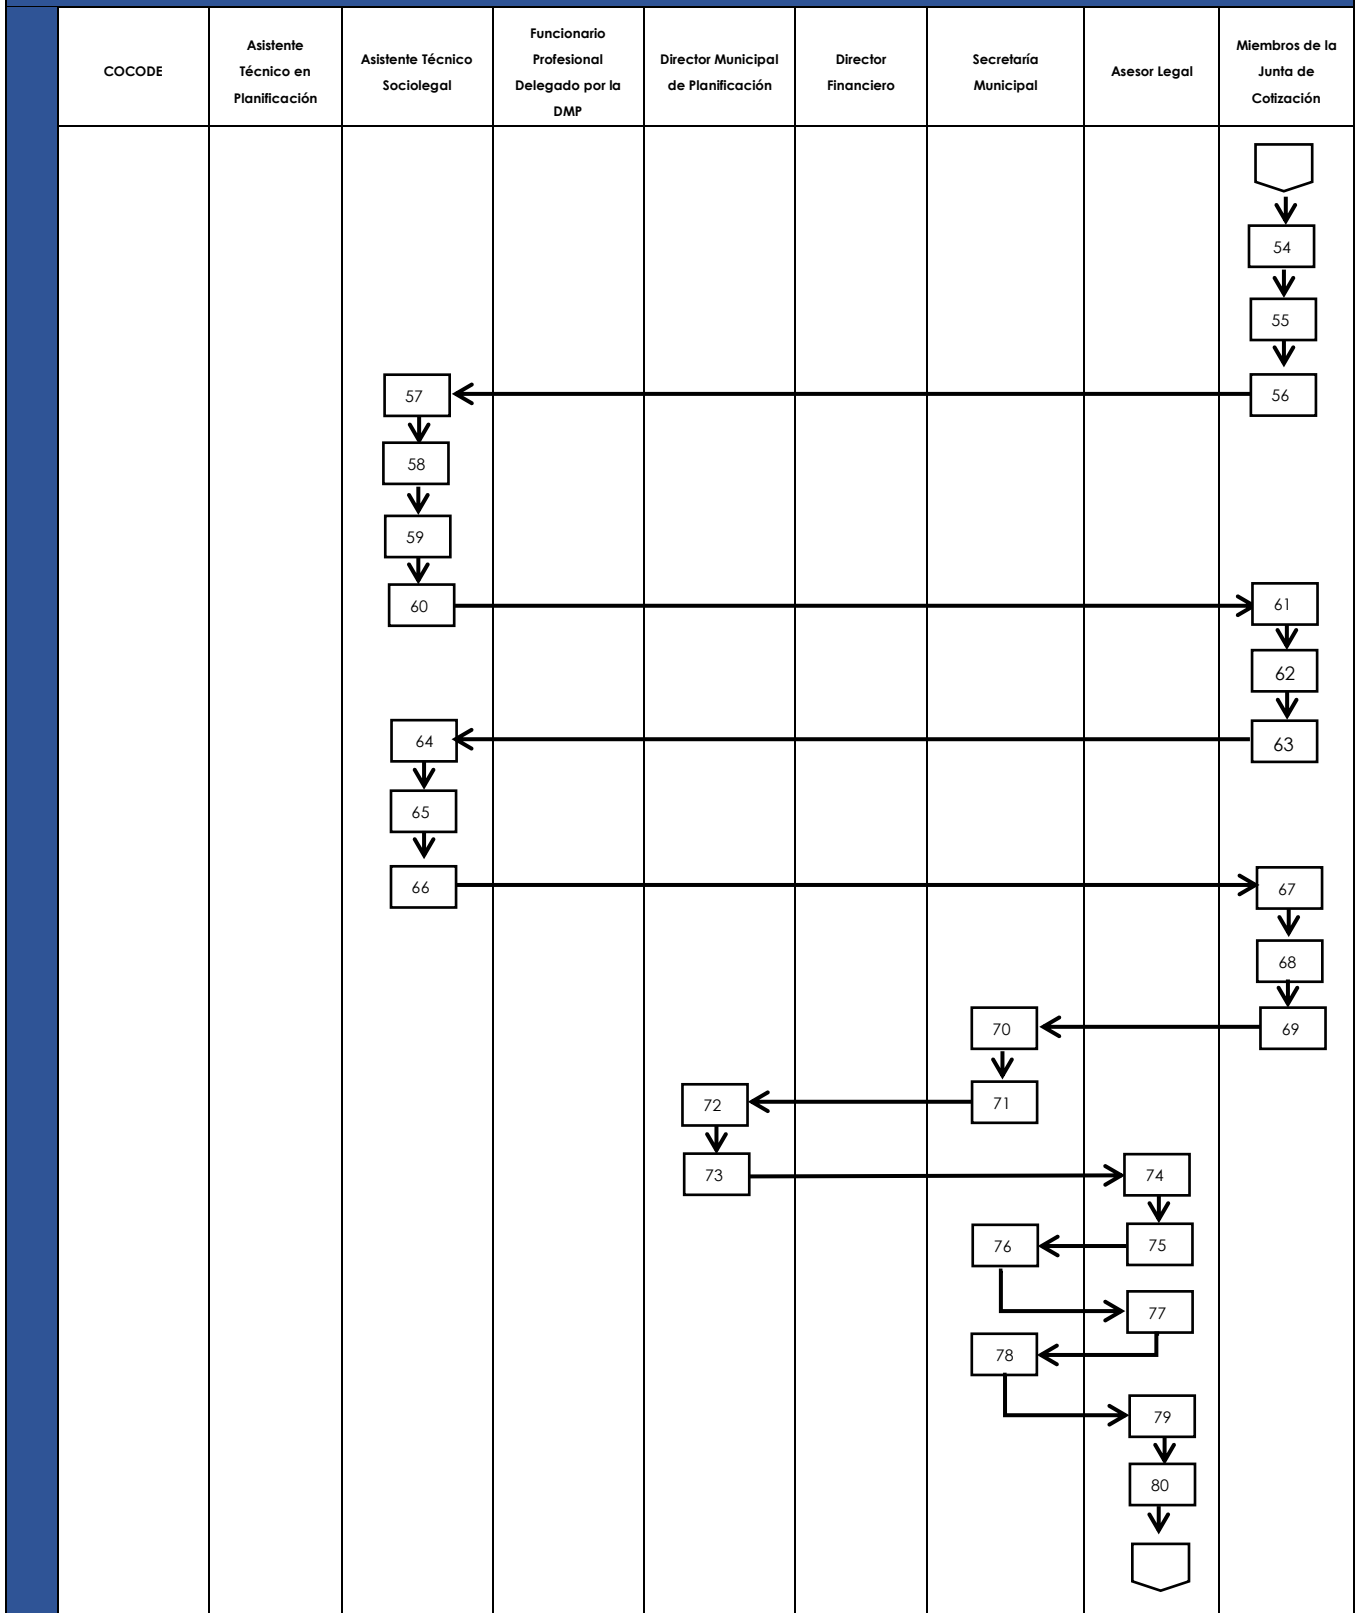 COCODE
Asistente
Técnico en
Planificación
Asistente Técnico
Sociolegal
Funcionario
Profesional
Delegado por la
DMP
Director Municipal
de Planificación
Director
Financiero
Secretaría
Municipal
Asesor Legal
Miembros de la
Junta de
Cotización
54
55
57
56
58
59
60
61
62
64
63
65
66
67
68
70
69
72
71
73
74
76
75
77
78
79
80